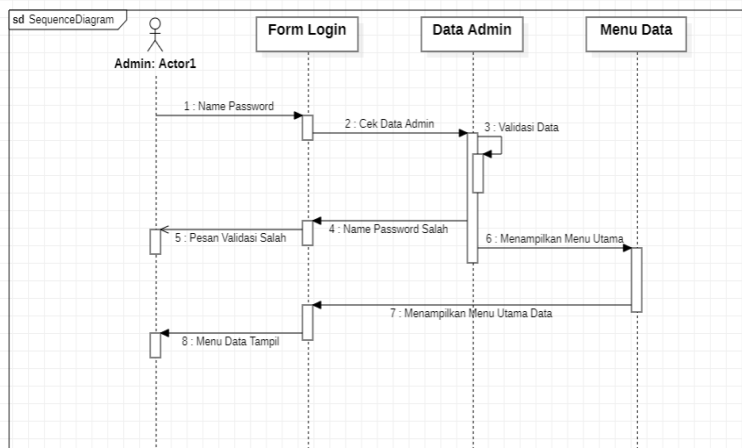 sd SequenceDiagram
Admin: Actor1
Form Login
Data Admin
Menu Data
1 : Name Password
2 : Cek Data Admin
3 : Validasi Data
4 : Name Password Salah
5 : Pesan Validasi Salah
6 : Menampilkan Menu Utama
7 : Menampilkan Menu Utama Data
8 : Menu Data Tampil